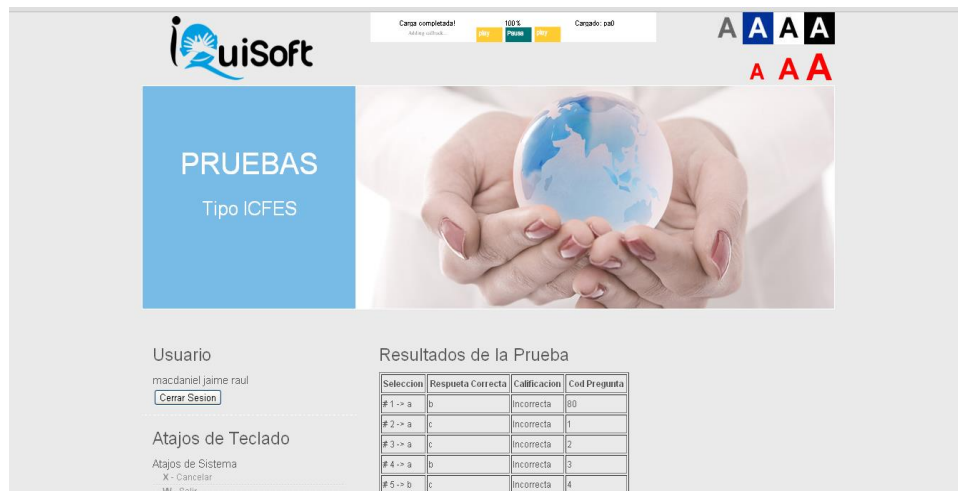 iQuiSoft
Carga completada! 100% Cargado: pa0
play Pausa play
A A A A
A A A
PRUEBAS
Tipo ICFES
Usuario
macdaniel jaime raul
Cerrar Sesion
Atajos de Teclado
Atajos de Sistema
X - Cancelar
Resultados de la Prueba
Seleccion Respueta Correcta Calificacion Cod Pregunta
# 1 -> a b Incorrecta 80
# 2 -> a c Incorrecta 1
# 3 -> a c Incorrecta 2
# 4 -> a b Incorrecta 3
# 5 -> b c Incorrecta 4